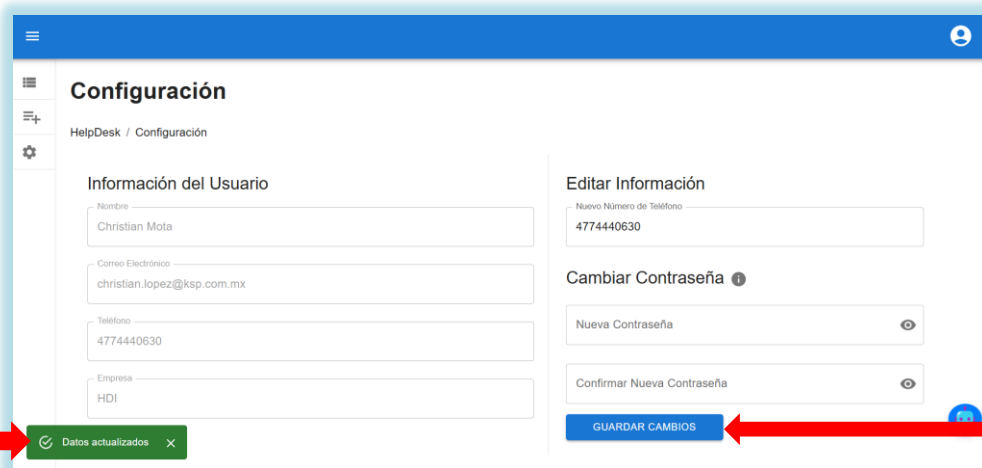 Configuración
HelpDesk / Configuración
Información del Usuario
Nombre
Christian Mota
Correo Electrónico
christian.lopez@ksp.com.mx
Teléfono
4774440630
Empresa
HDI
Datos actualizados
Editar Información
Nuevo Número de Teléfono
4774440630
Cambiar Contraseña
Nueva Contraseña
Confirmar Nueva Contraseña
GUARDAR CAMBIOS